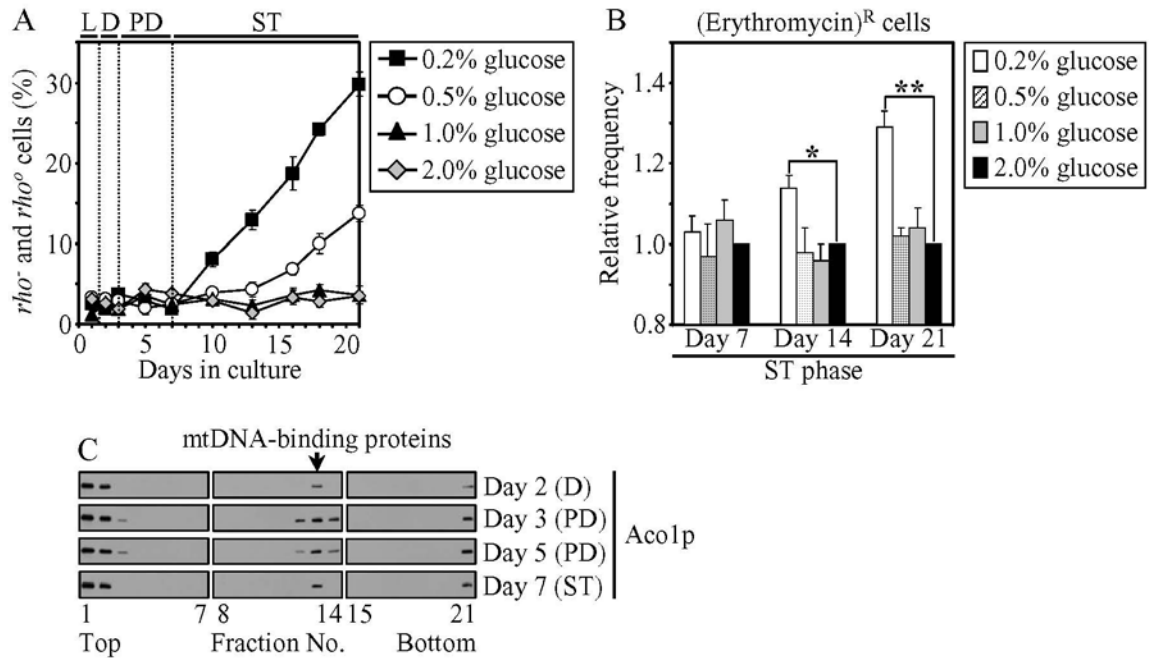 A
L D PD ST
rho⁻ and rhoᵒ cells (%)
30
20
10
0
0 5 10 15 20
Days in culture
0.2% glucose
0.5% glucose
1.0% glucose
2.0% glucose
B
(Erythromycin)ᴿ cells
Relative frequency
1.4
1.2
1.0
0.8
*
**
Day 7 Day 14 Day 21
ST phase
0.2% glucose
0.5% glucose
1.0% glucose
2.0% glucose
C
mtDNA-binding proteins
Day 2 (D)
Day 3 (PD)
Day 5 (PD)
Day 7 (ST)
Aco1p
1 7 8 14 15 21
Top Fraction No. Bottom